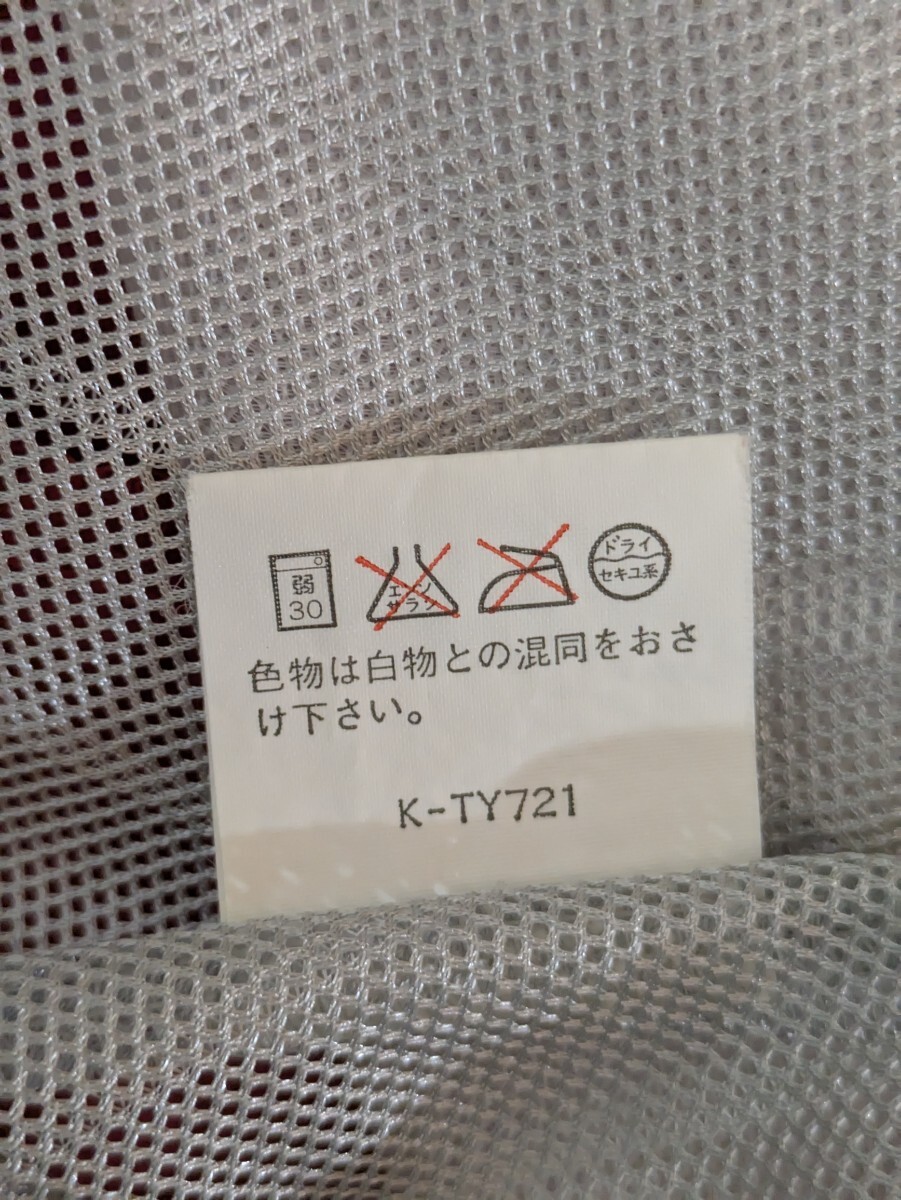 弱
30
エンソ
サラシ
ドライ
セキユ系
色物は白物との混同をおさ
け下さい。
K-TY721